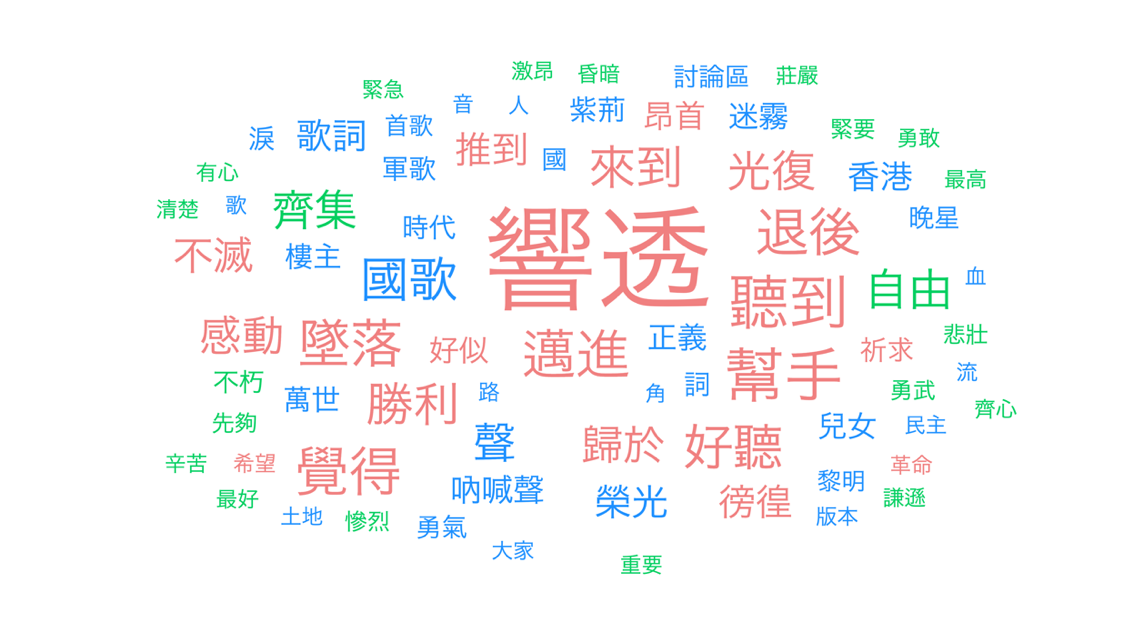 激昂 昏暗 討論區 莊嚴
緊急 音 人 紫荊 昂首 迷霧
淚 歌詞 首歌 推到 國 來到 光復 緊要 勇敢
有心 軍歌 香港 最高
清楚 歌 齊集 時代 響透 退後 晚星
不滅 樓主 國歌 聽到 自由 血
感動 墜落 好似 邁進 正義 幫手 祈求 悲壯
不朽 萬世 勝利 路 角 詞 勇武 流
先夠 聲 歸於 好聽 兒女 民主 齊心
辛苦 希望 覺得 吶喊聲 榮光 徬徨 黎明 革命
最好 土地 慘烈 勇氣 版本 謙遜
大家 重要